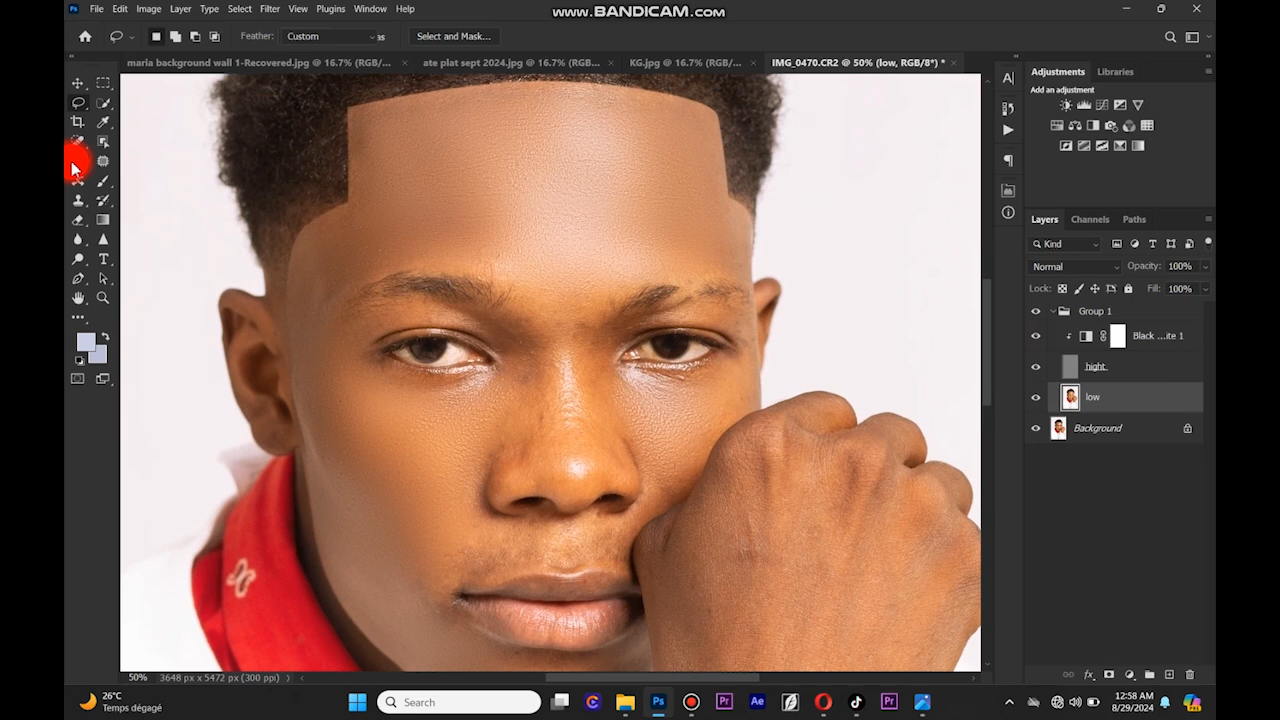 www.BANDICAM.com
File Edit Image Layer Type Select Filter View Plugins Window Help
Feather: Custom as Select and Mask...
maria background wall 1-Recovered.jpg @ 16.7% (RGB/... × ate plat sept 2024.jpg @ 16.7% (RGB... × KG.jpg @ 16.7% (RGB/... × IMG_0470.CR2 @ 50% (low, RGB/8*) * ×
Adjustments Libraries
Add an adjustment
Layers Channels Paths
Kind
Normal Opacity: 100%
Lock: Fill: 100%
Group 1
Black ...ite 1
hight
low
Background
50% 3648 px x 5472 px (300 ppi)
26°C
Temps dégagé
Search
12:58 AM
8/29/2024